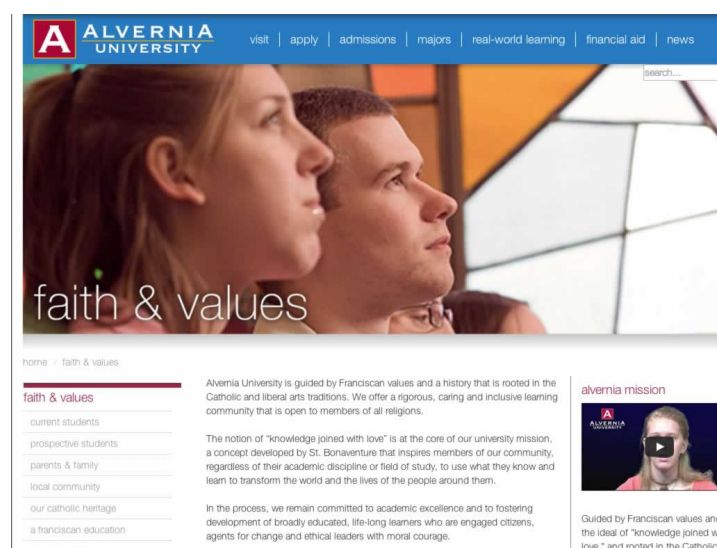 A ALVERNIA
UNIVERSITY
visit | apply | admissions | majors | real-world learning | financial aid | news
search...
faith & values
home faith & values
faith & values
current students
prospective students
parents & family
local community
our catholic heritage
a franciscan education
Alvernia University is guided by Franciscan values and a history that is rooted in the
Catholic and liberal arts traditions. We offer a rigorous, caring and inclusive learning
community that is open to members of all religions.
The notion of "knowledge joined with love" is at the core of our university mission,
a concept developed by St. Bonaventure that inspires members of our community,
regardless of their academic discipline or field of study, to use what they know and
learn to transform the world and the lives of the people around them.
In the process, we remain committed to academic excellence and to fostering
development of broadly educated, life-long learners who are engaged citizens,
agents for change and ethical leaders with moral courage.
alvernia mission
A
ALVERNIA
UNIVERSITY
Guided by Franciscan values and
the ideal of "knowledge joined w
love," and rooted in the Catholic